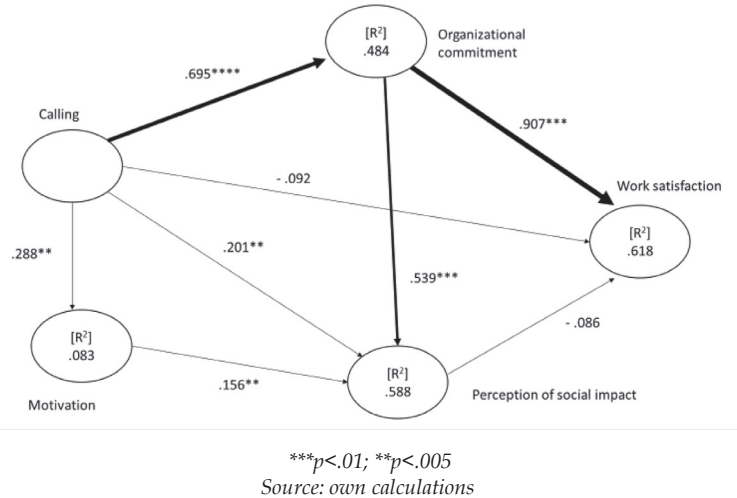 [R²]
.484
Organizational
commitment
.695****
Calling
.907***
- .092
Work satisfaction
[R²]
.618
.288**
.201**
.539***
- .086
[R²]
.083
.156**
[R²]
.588
Motivation
Perception of social impact
***p<.01; **p<.005
Source: own calculations